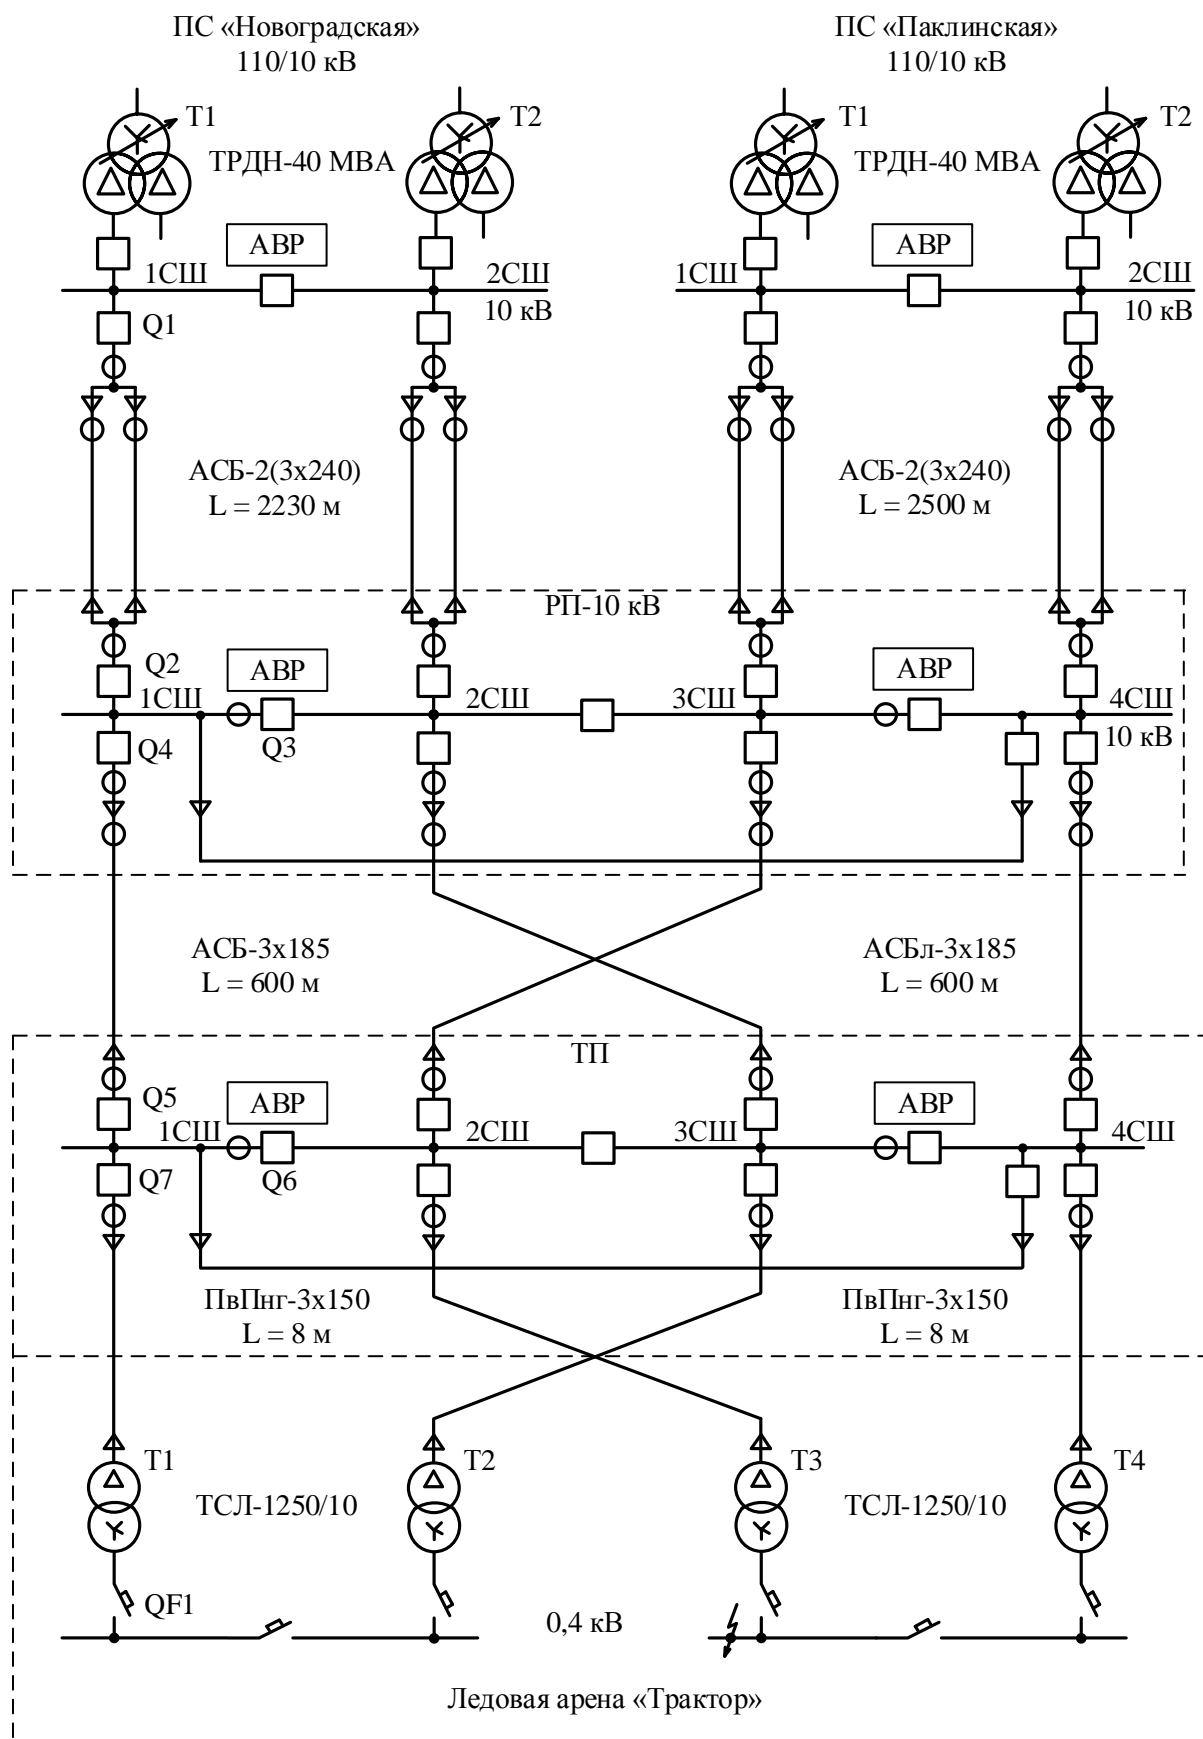 ПС «Новоградская»
110/10 кВ
ПС «Паклинская»
110/10 кВ
Т1
Т2
Т1
Т2
ТРДН-40 МВА
ТРДН-40 МВА
АВР
АВР
1СШ
2СШ
1СШ
2СШ
10 кВ
10 кВ
Q1
АСБ-2(3х240)
L = 2230 м
АСБ-2(3х240)
L = 2500 м
РП-10 кВ
Q2
АВР
АВР
1СШ
2СШ
3СШ
4СШ
Q4
Q3
10 кВ
АСБ-3х185
L = 600 м
АСБл-3х185
L = 600 м
ТП
Q5
АВР
АВР
1СШ
2СШ
3СШ
4СШ
Q7
Q6
ПвПнг-3х150
L = 8 м
ПвПнг-3х150
L = 8 м
Т1
Т2
Т3
Т4
ТСЛ-1250/10
ТСЛ-1250/10
QF1
0,4 кВ
Ледовая арена «Трактор»